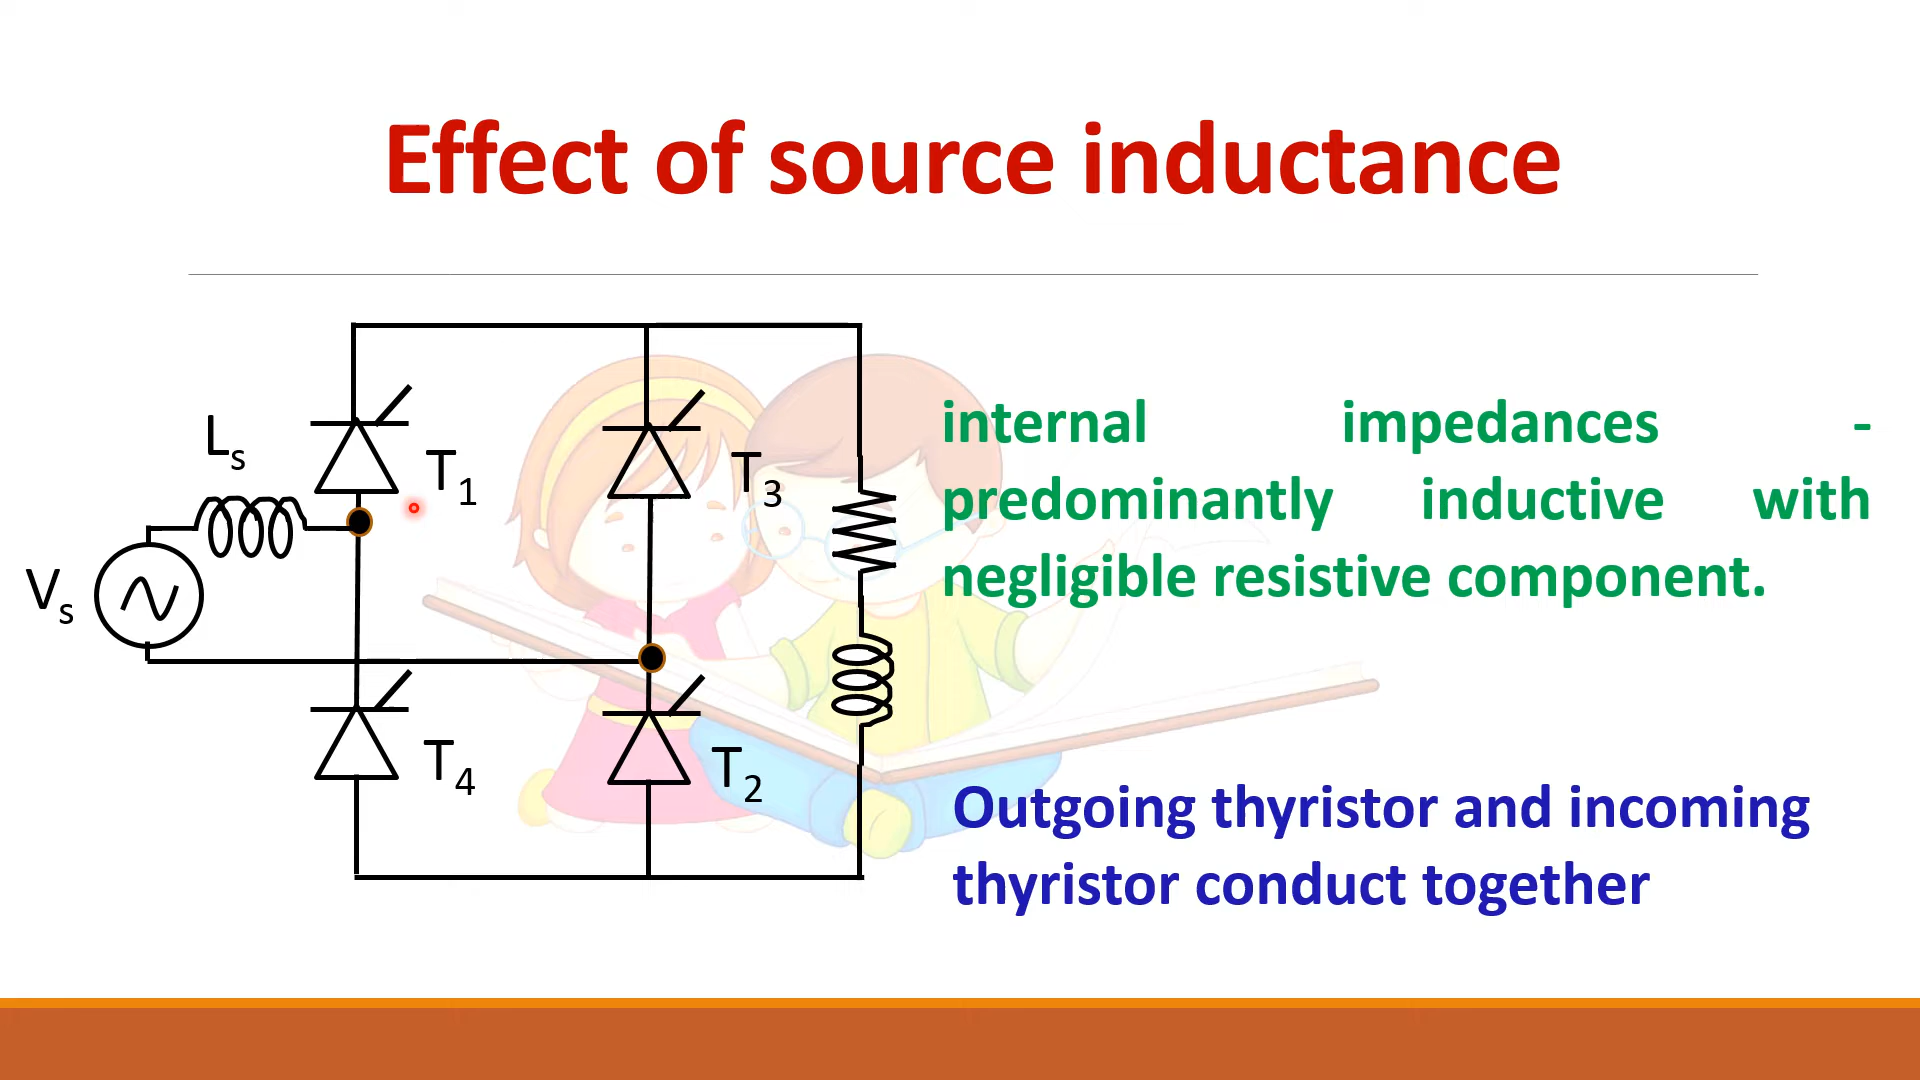 Effect of source inductance
Ls
T1
T3
Vs
T4
T2
internal impedances -
predominantly inductive with
negligible resistive component.
Outgoing thyristor and incoming
thyristor conduct together